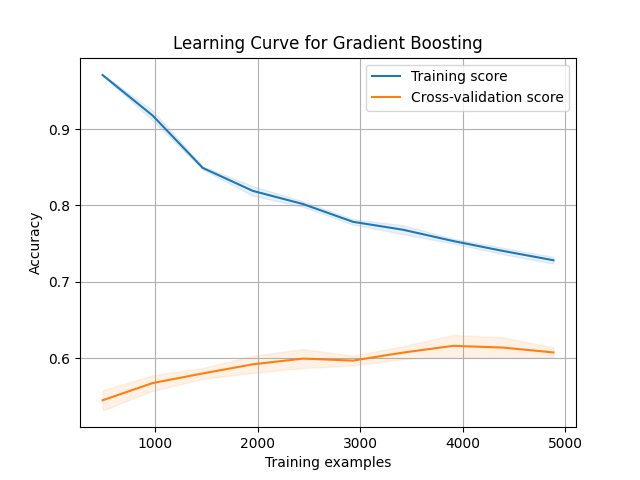 Learning Curve for Gradient Boosting
Training score
Cross-validation score
0.9
0.8
0.7
0.6
Accuracy
1000 2000 3000 4000 5000
Training examples